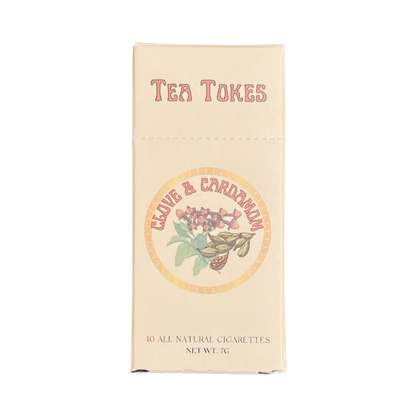 TEA TOKES
CLOVE & CARDAMOM
10 ALL NATURAL CIGARETTES
NET WT. 7G